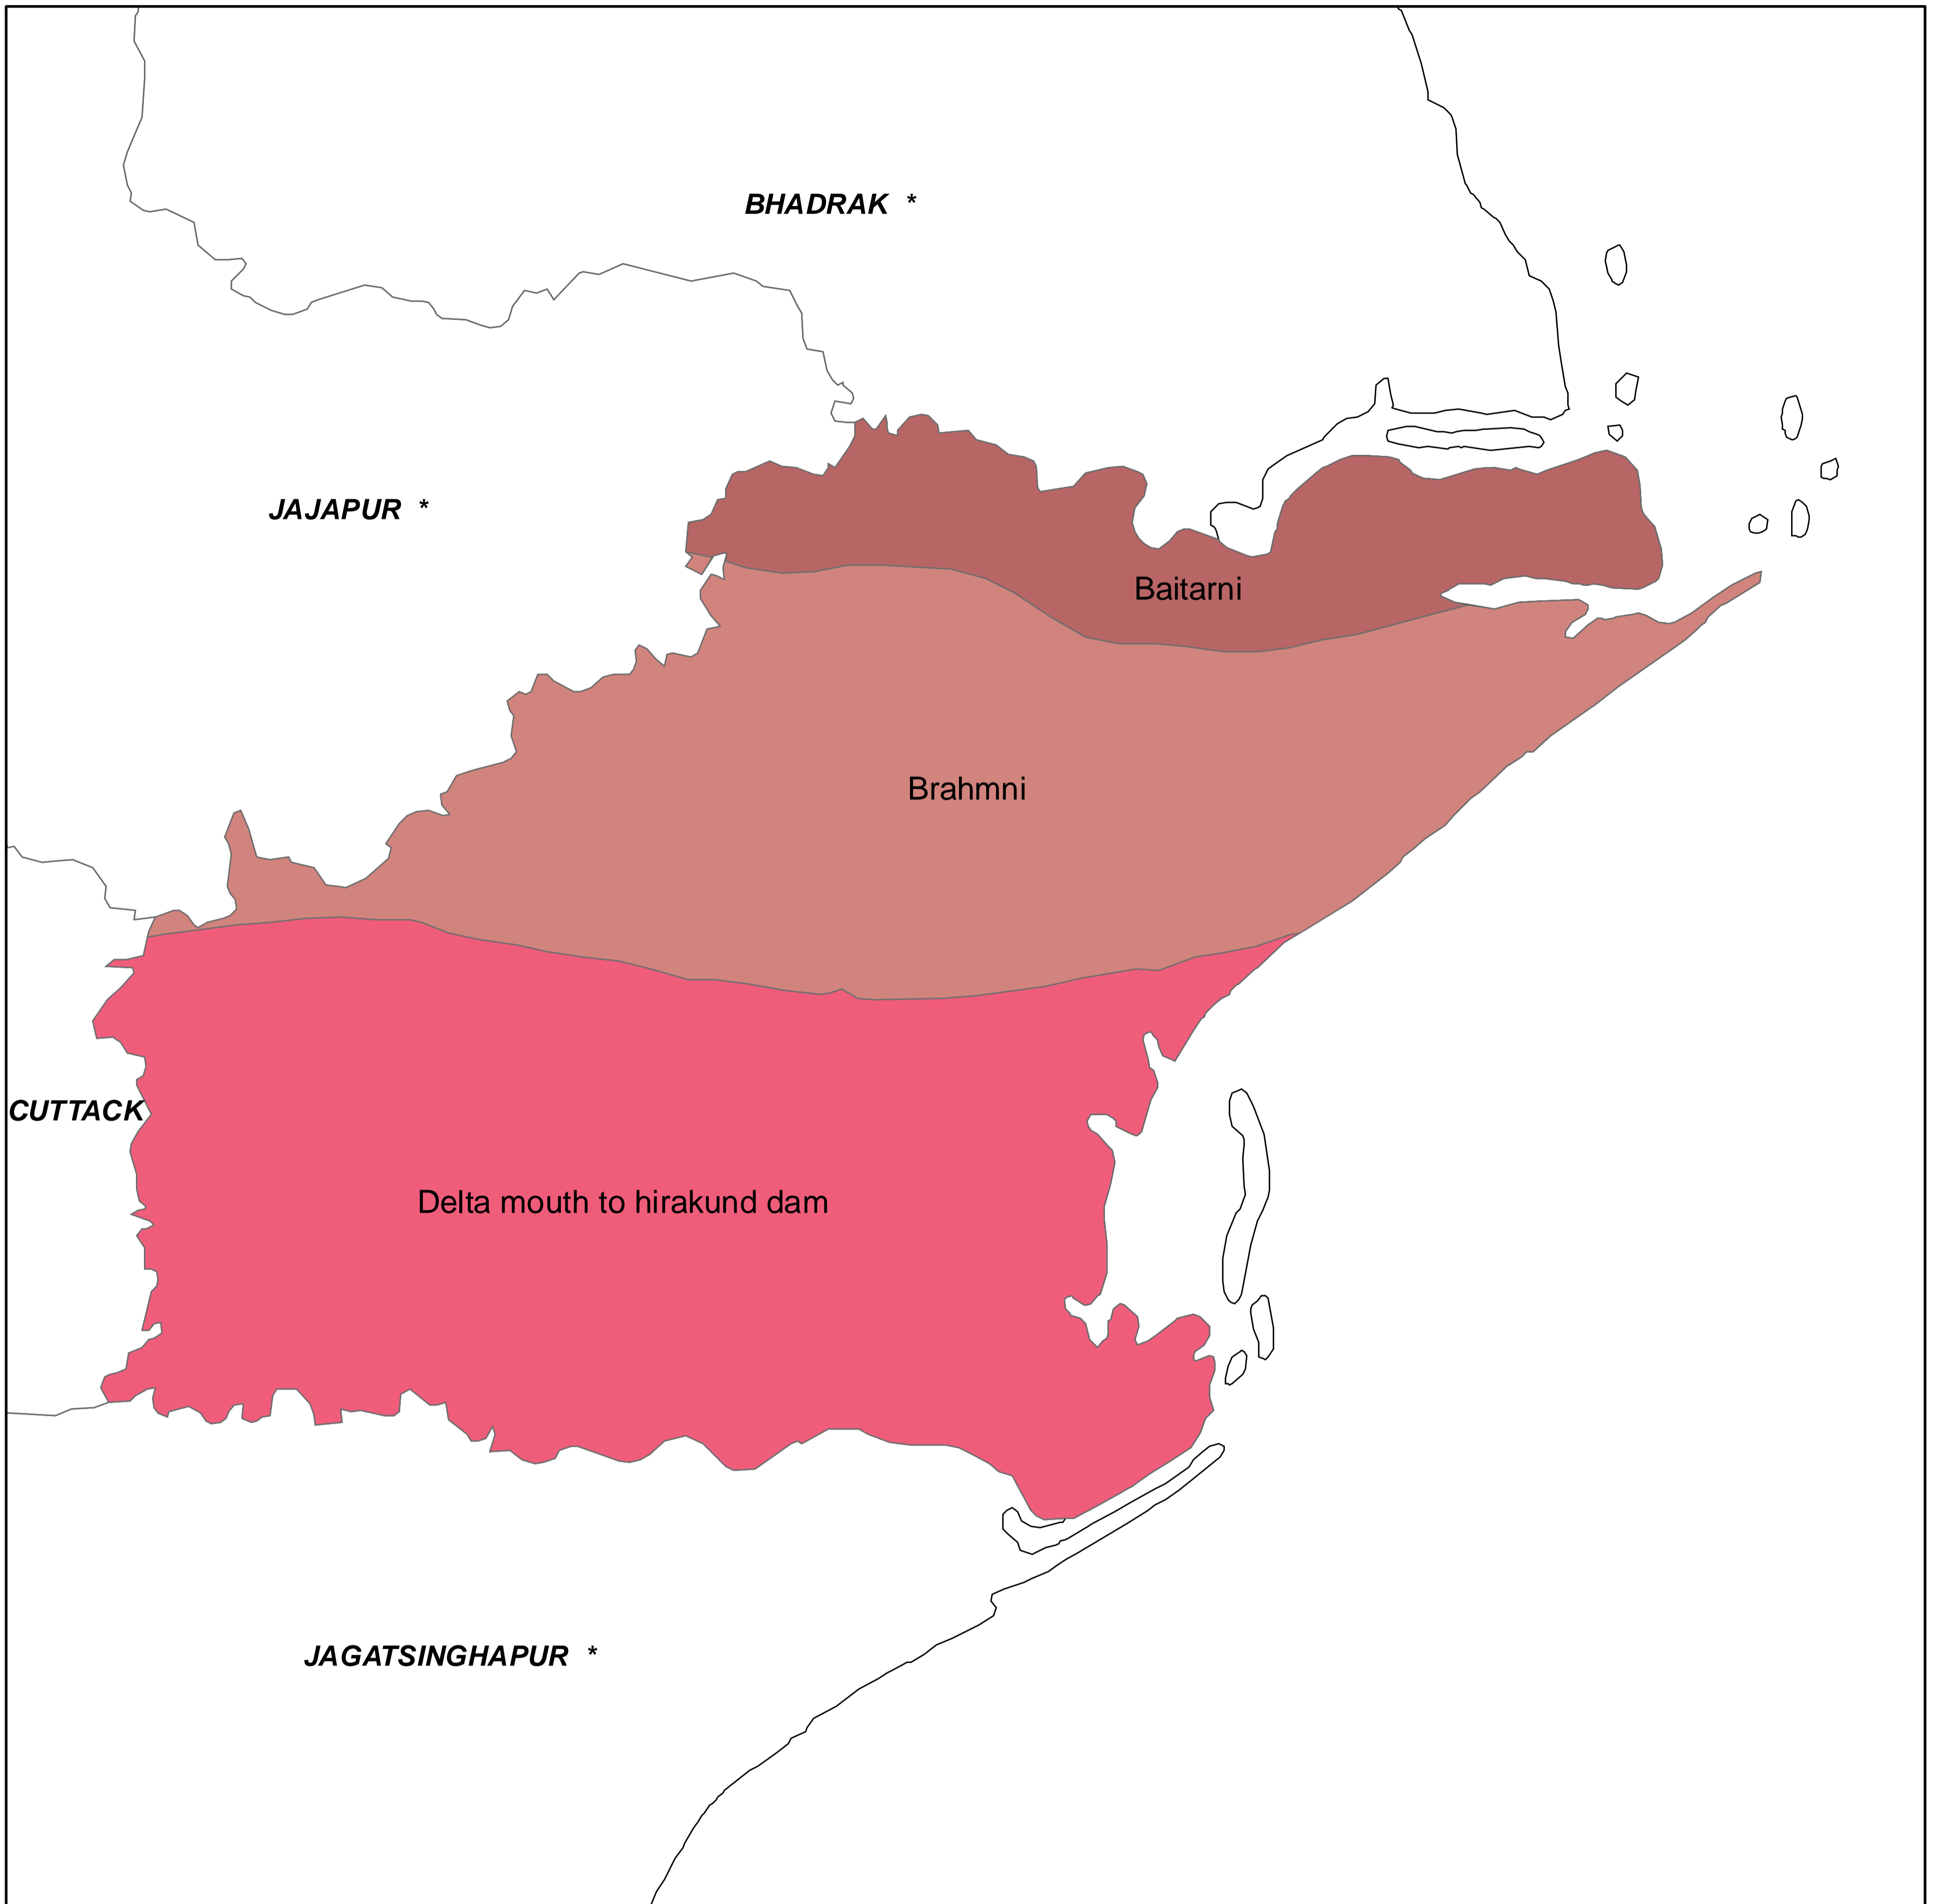 BHADRAK *
JAJAPUR *
Baitarni
Brahmni
CUTTACK
Delta mouth to hirakund dam
JAGATSINGHAPUR *